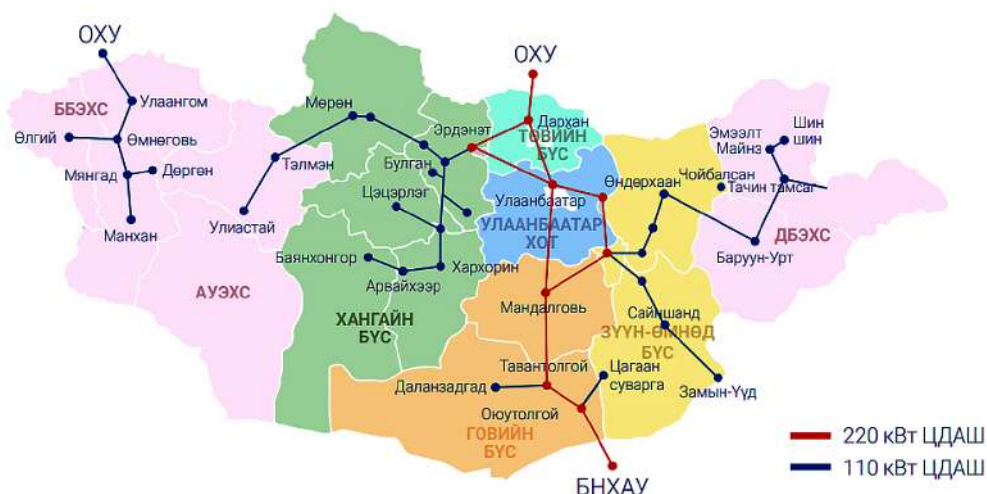 ОХУ
ББЭХС
Улаангом
Өлгий
Өмнөговь
Мянгад
Дөргөн
Манхан
Улиастай
Тэлмэн
АУЭХС
Мөрөн
Эрдэнэт
Булган
Цэцэрлэг
Баянхонгор
Арвайхээр
Хархорин
ХАНГАЙН
БҮС
ОХУ
Дархан
ТӨВИЙН
БҮС
Улаанбаатар
УЛААНБААТАР
ХОТ
Өндөрхаан
Чойбалсан
Эмээлт
Майнз
Шин
шин
Тачин тамсаг
Баруун-Урт
ДБЭХС
Мандалговь
Сайншанд
ЗҮҮН-ӨМНӨД
БҮС
Замын-Үүд
Тавантолгой
Цагаан
суварга
Даланзадгад
Оюутолгой
ГОВИЙН
БҮС
БНХАУ
220 кВт ЦДАШ
110 кВт ЦДАШ